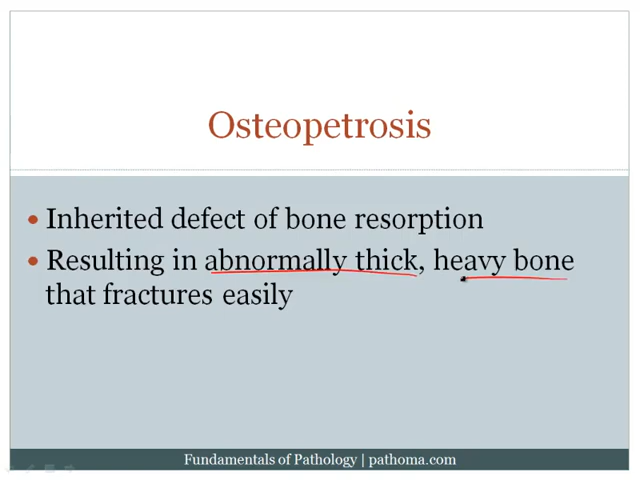 Osteopetrosis
• Inherited defect of bone resorption
• Resulting in abnormally thick, heavy bone
that fractures easily
Fundamentals of Pathology | pathoma.com